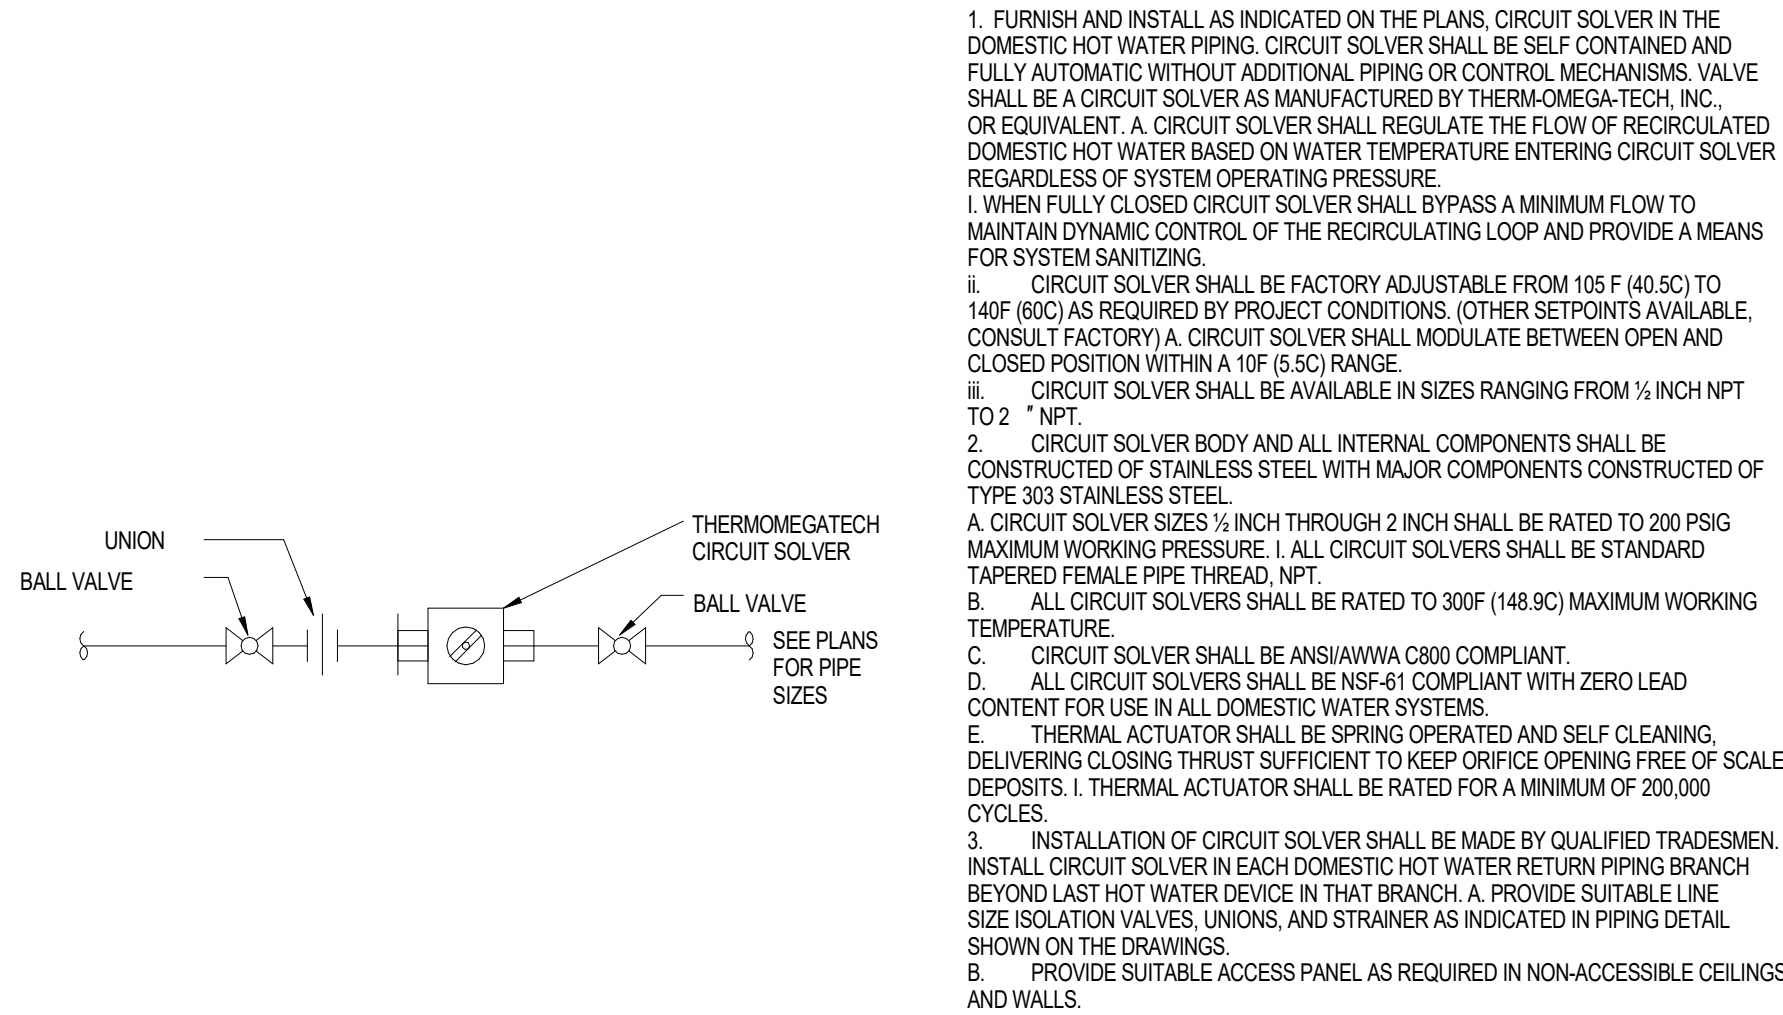 UNION
BALL VALVE
THERMOMEGATECH
CIRCUIT SOLVER
BALL VALVE
SEE PLANS
FOR PIPE
SIZES
1. FURNISH AND INSTALL AS INDICATED ON THE PLANS, CIRCUIT SOLVER IN THE
DOMESTIC HOT WATER PIPING. CIRCUIT SOLVER SHALL BE SELF CONTAINED AND
FULLY AUTOMATIC WITHOUT ADDITIONAL PIPING OR CONTROL MECHANISMS. VALVE
SHALL BE A CIRCUIT SOLVER AS MANUFACTURED BY THERM-OMEGA-TECH, INC.,
OR EQUIVALENT. A. CIRCUIT SOLVER SHALL REGULATE THE FLOW OF RECIRCULATED
DOMESTIC HOT WATER BASED ON WATER TEMPERATURE ENTERING CIRCUIT SOLVER
REGARDLESS OF SYSTEM OPERATING PRESSURE.
I. WHEN FULLY CLOSED CIRCUIT SOLVER SHALL BYPASS A MINIMUM FLOW TO
MAINTAIN DYNAMIC CONTROL OF THE RECIRCULATING LOOP AND PROVIDE A MEANS
FOR SYSTEM SANITIZING.
ii. CIRCUIT SOLVER SHALL BE FACTORY ADJUSTABLE FROM 105 F (40.5C) TO
140F (60C) AS REQUIRED BY PROJECT CONDITIONS. (OTHER SETPOINTS AVAILABLE,
CONSULT FACTORY) A. CIRCUIT SOLVER SHALL MODULATE BETWEEN OPEN AND
CLOSED POSITION WITHIN A 10F (5.5C) RANGE.
iii. CIRCUIT SOLVER SHALL BE AVAILABLE IN SIZES RANGING FROM ½ INCH NPT
TO 2 " NPT.
2. CIRCUIT SOLVER BODY AND ALL INTERNAL COMPONENTS SHALL BE
CONSTRUCTED OF STAINLESS STEEL WITH MAJOR COMPONENTS CONSTRUCTED OF
TYPE 303 STAINLESS STEEL.
A. CIRCUIT SOLVER SIZES ½ INCH THROUGH 2 INCH SHALL BE RATED TO 200 PSIG
MAXIMUM WORKING PRESSURE. I. ALL CIRCUIT SOLVERS SHALL BE STANDARD
TAPERED FEMALE PIPE THREAD, NPT.
B. ALL CIRCUIT SOLVERS SHALL BE RATED TO 300F (148.9C) MAXIMUM WORKING
TEMPERATURE.
C. CIRCUIT SOLVER SHALL BE ANSI/AWWA C800 COMPLIANT.
D. ALL CIRCUIT SOLVERS SHALL BE NSF-61 COMPLIANT WITH ZERO LEAD
CONTENT FOR USE IN ALL DOMESTIC WATER SYSTEMS.
E. THERMAL ACTUATOR SHALL BE SPRING OPERATED AND SELF CLEANING,
DELIVERING CLOSING THRUST SUFFICIENT TO KEEP ORIFICE OPENING FREE OF SCALE
DEPOSITS. I. THERMAL ACTUATOR SHALL BE RATED FOR A MINIMUM OF 200,000
CYCLES.
3. INSTALLATION OF CIRCUIT SOLVER SHALL BE MADE BY QUALIFIED TRADESMEN.
INSTALL CIRCUIT SOLVER IN EACH DOMESTIC HOT WATER RETURN PIPING BRANCH
BEYOND LAST HOT WATER DEVICE IN THAT BRANCH. A. PROVIDE SUITABLE LINE
SIZE ISOLATION VALVES, UNIONS, AND STRAINER AS INDICATED IN PIPING DETAIL
SHOWN ON THE DRAWINGS.
B. PROVIDE SUITABLE ACCESS PANEL AS REQUIRED IN NON-ACCESSIBLE CEILINGS
AND WALLS.